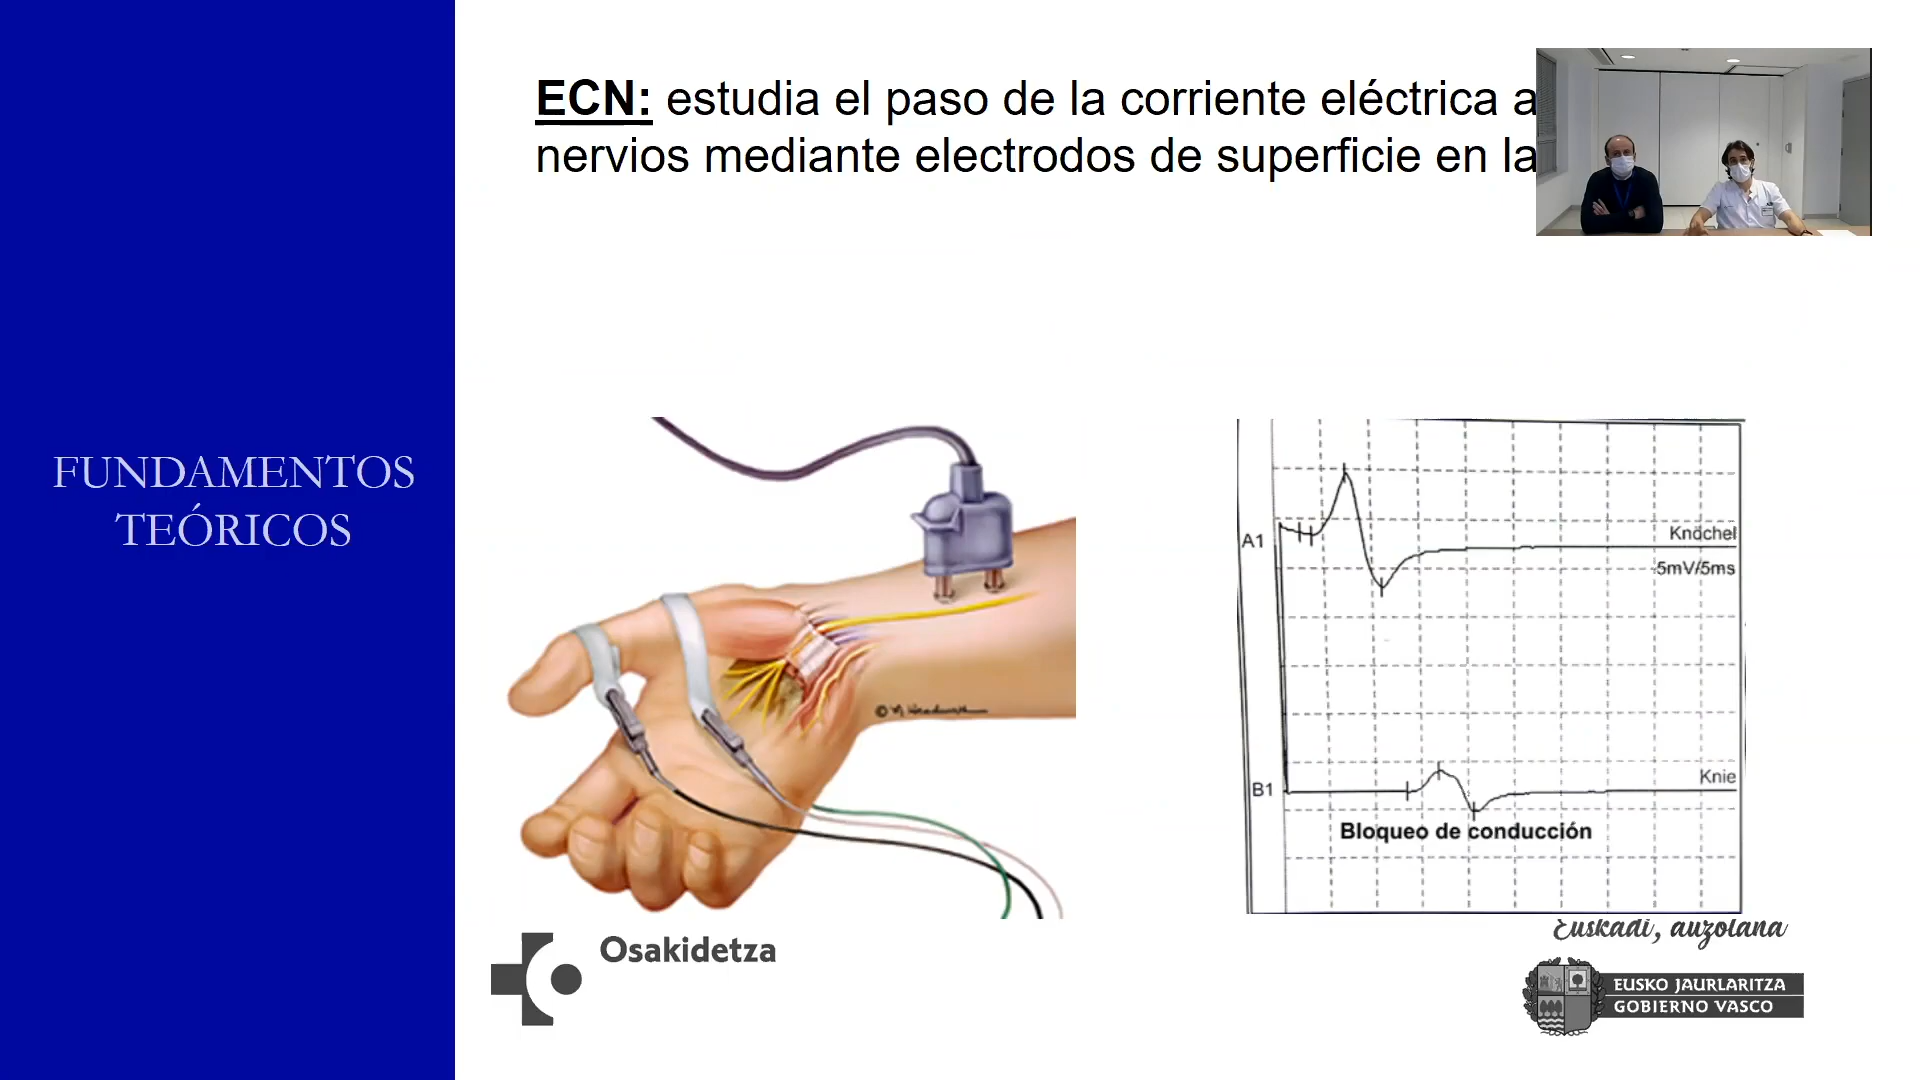 ECN: estudia el paso de la corriente eléctrica a
nervios mediante electrodos de superficie en la
FUNDAMENTOS
TEÓRICOS
A1
Knöchel
5mV/5ms
B1
Knie
Bloqueo de conducción
Osakidetza
Euskadi, auzolana
EUSKO JAURLARITZA
GOBIERNO VASCO